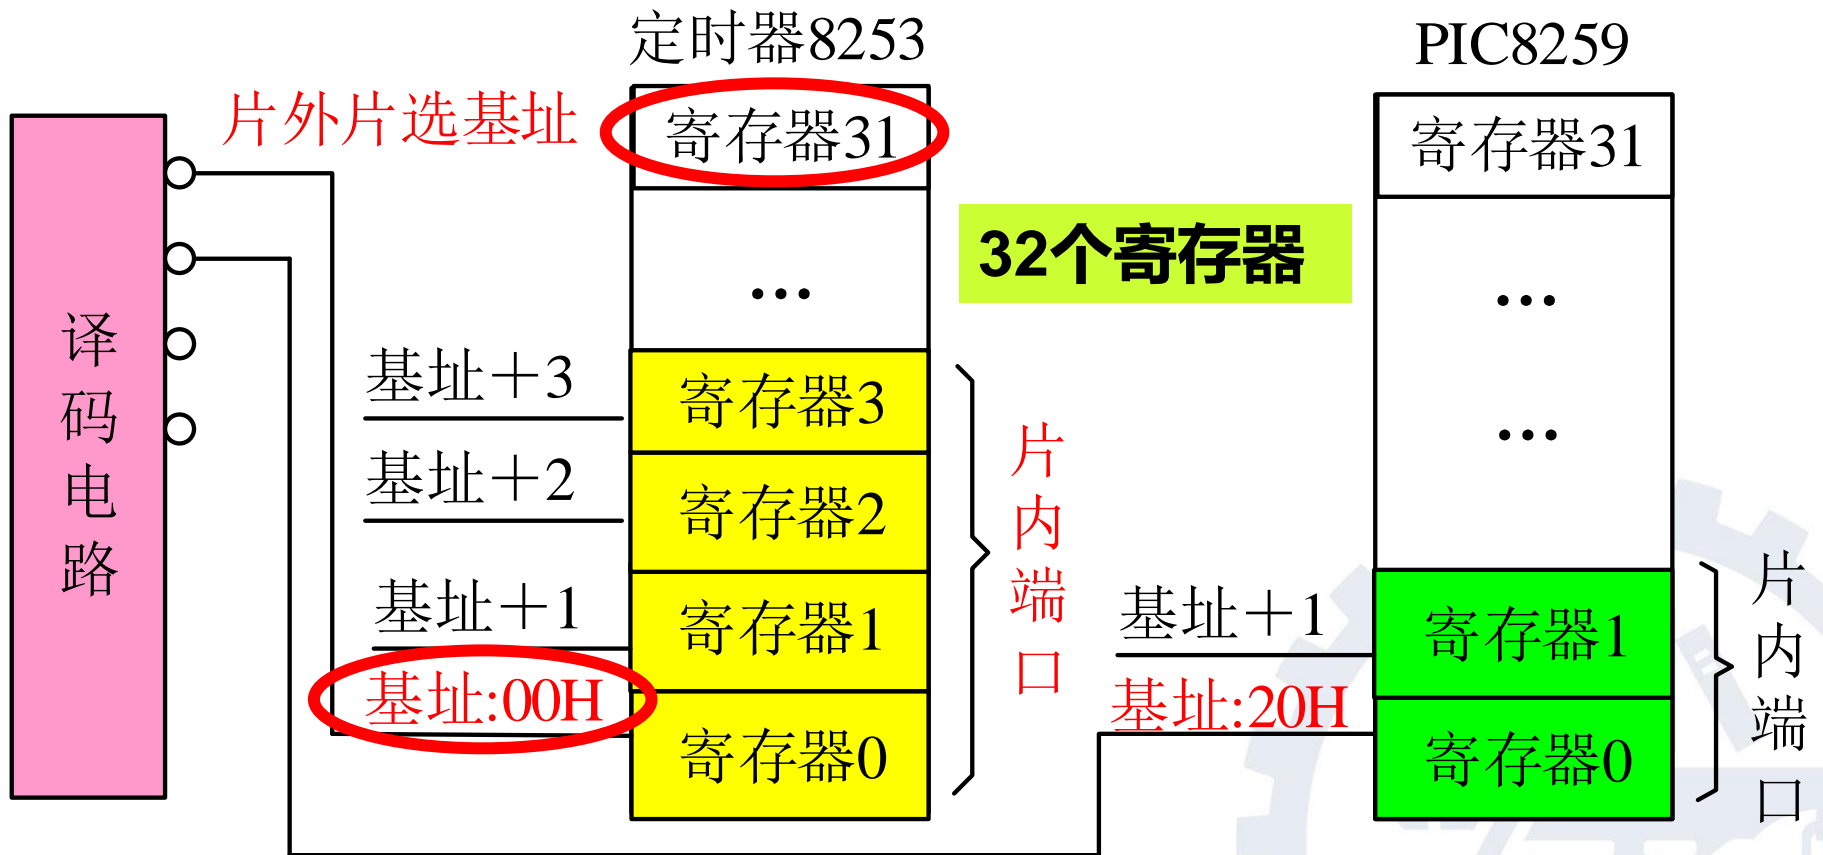 定时器8253
PIC8259
片外片选基址
寄存器31
寄存器31
32个寄存器
...
...
...
译码电路
基址+3
寄存器3
基址+2
寄存器2
片内端口
基址+1
寄存器1
基址:00H
寄存器0
基址+1
寄存器1
基址:20H
寄存器0
片内端口